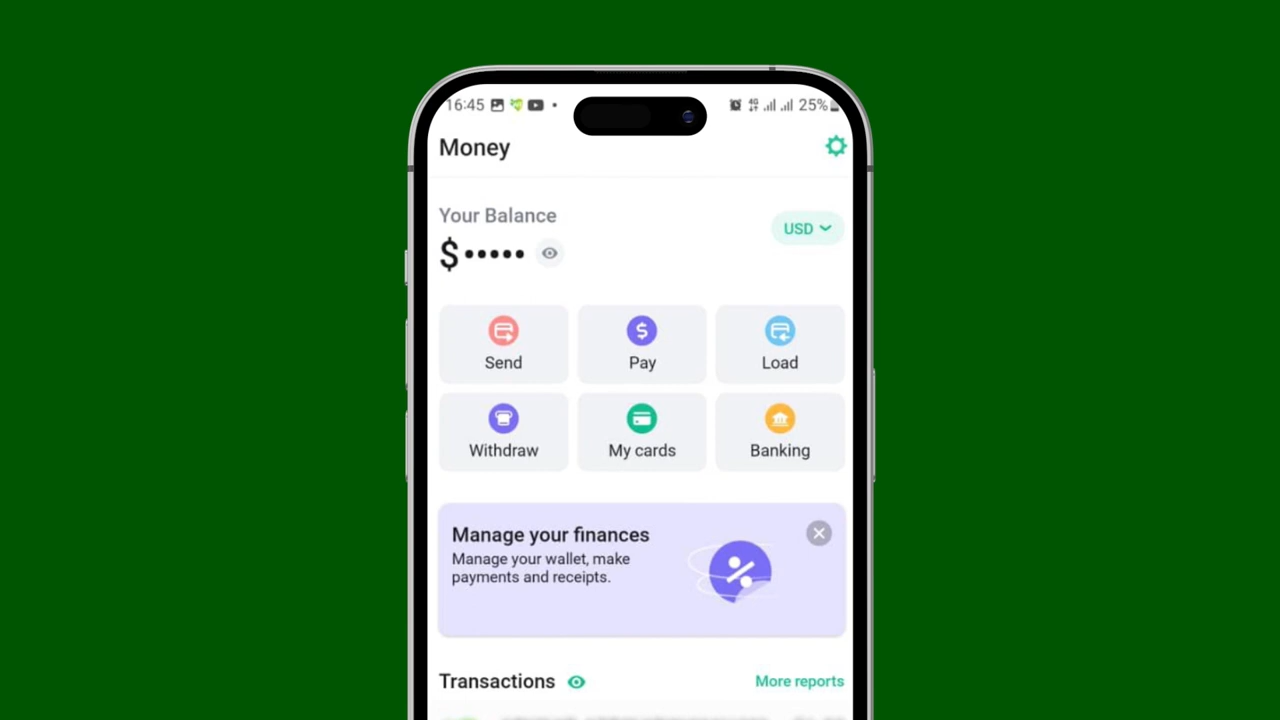 16:45
4G
25%
Money
Your Balance
USD
$•••••
Send
Pay
Load
Withdraw
My cards
Banking
Manage your finances
Manage your wallet, make
payments and receipts.
Transactions
More reports